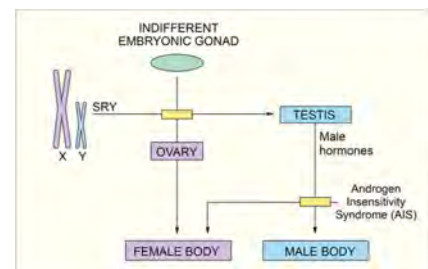 INDIFFERENT
EMBRYONIC GONAD
SRY
X Y
TESTIS
OVARY
Male
hormones
Androgen
Insensitivity
Syndrome (AIS)
FEMALE BODY
MALE BODY